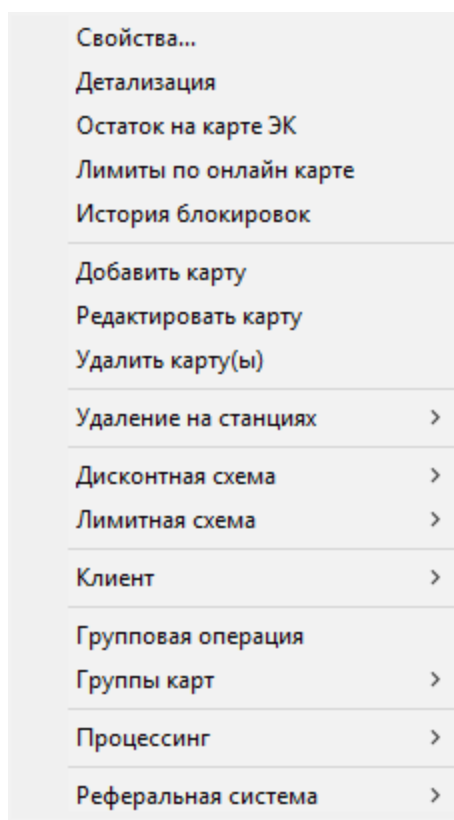 Свойства...
Детализация
Остаток на карте ЭК
Лимиты по онлайн карте
История блокировок
Добавить карту
Редактировать карту
Удалить карту(ы)
Удаление на станциях
Дисконтная схема
Лимитная схема
Клиент
Групповая операция
Группы карт
Процессинг
Реферальная система